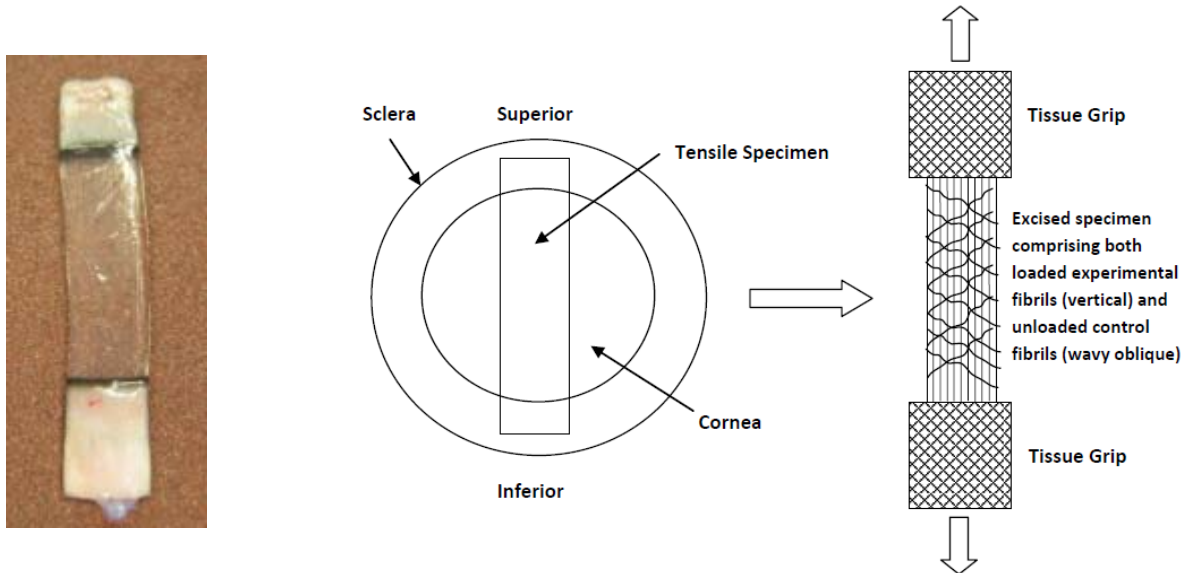 Sclera
Superior
Tensile Specimen
Cornea
Inferior
Tissue Grip
Excised specimen
comprising both
loaded experimental
fibrils (vertical) and
unloaded control
fibrils (wavy oblique)
Tissue Grip